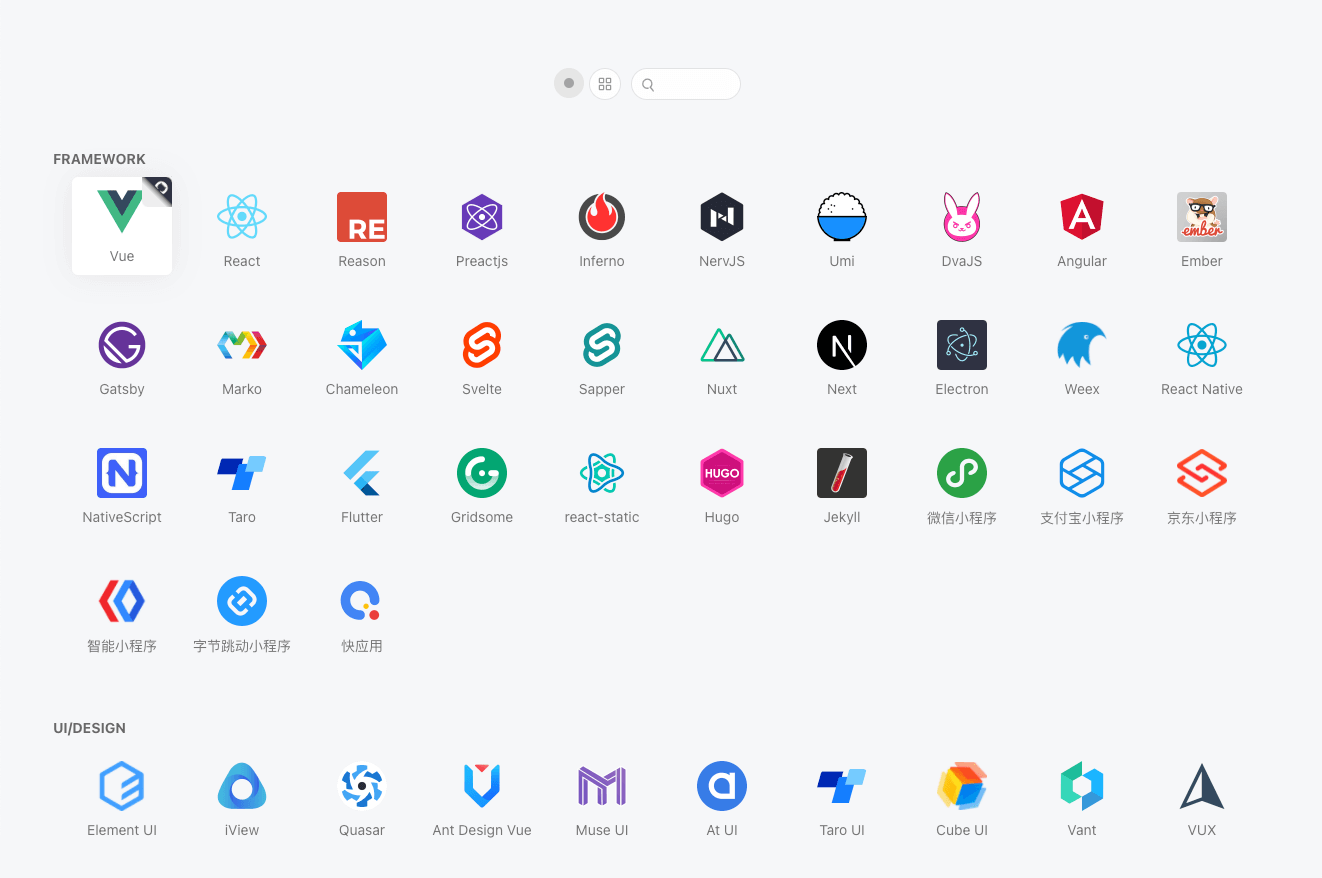 FRAMEWORK
Vue
React
RE
Reason
Preactjs
Inferno
NervJS
Umi
DvaJS
Angular
ember
Ember
Gatsby
Marko
Chameleon
Svelte
Sapper
Nuxt
Next
Electron
Weex
React Native
NativeScript
Taro
Flutter
Gridsome
react-static
HUGO
Hugo
Jekyll
微信小程序
支付宝小程序
京东小程序
智能小程序
字节跳动小程序
快应用
UI/DESIGN
Element UI
iView
Quasar
Ant Design Vue
Muse UI
At UI
Taro UI
Cube UI
Vant
VUX